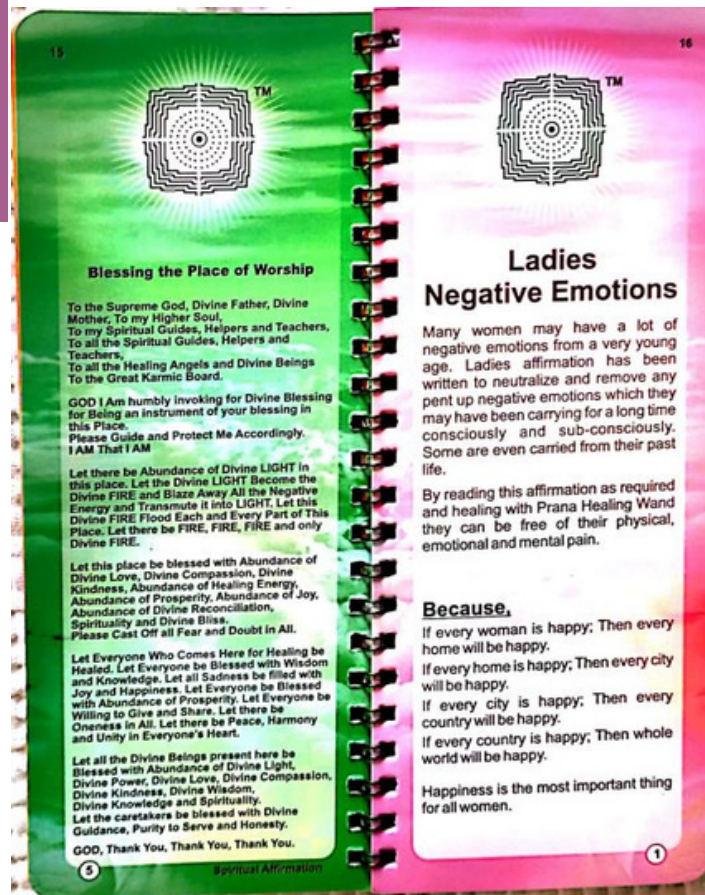 15
TM
Blessing the Place of Worship
To the Supreme God, Divine Father, Divine
Mother, To my Higher Soul,
To my Spiritual Guides, Helpers and Teachers,
To all the Spiritual Guides, Helpers and
Teachers,
To all the Healing Angels and Divine Beings
To the Great Karmic Board.
GOD I Am humbly invoking for Divine Blessing
for Being an instrument of your blessing in
this Place.
Please Guide and Protect Me Accordingly.
I AM That I AM
Let there be Abundance of Divine LIGHT in
this place. Let the Divine LIGHT Become the
Divine FIRE and Blaze Away All the Negative
Energy and Transmute it into LIGHT. Let this
Divine FIRE Flood Each and Every Part of This
Place. Let there be FIRE, FIRE, FIRE and only
Divine FIRE.
Let this place be blessed with Abundance of
Divine Love, Divine Compassion, Divine
Kindness, Abundance of Healing Energy,
Abundance of Prosperity, Abundance of Joy,
Abundance of Divine Reconciliation,
Spirituality and Divine Bliss.
Please Cast Off all Fear and Doubt in All.
Let Everyone Who Comes Here for Healing be
Healed. Let Everyone be Blessed with Wisdom
and Knowledge. Let all Sadness be filled with
Joy and Happiness. Let Everyone be Blessed
with Abundance of Prosperity. Let Everyone be
Willing to Give and Share. Let there be
Oneness in All. Let there be Peace, Harmony
and Unity in Everyone's Heart.
Let all the Divine Beings present here be
Blessed with Abundance of Divine Light,
Divine Power, Divine Love, Divine Compassion,
Divine Kindness, Divine Wisdom,
Divine Knowledge and Spirituality.
Let the caretakers be blessed with Divine
Guidance, Purity to Serve and Honesty.
GOD, Thank You, Thank You, Thank You.
5
Spiritual Affirmation
16
TM
Ladies
Negative Emotions
Many women may have a lot of
negative emotions from a very young
age. Ladies affirmation has been
written to neutralize and remove any
pent up negative emotions which they
may have been carrying for a long time
consciously and sub-consciously.
Some are even carried from their past
life.
By reading this affirmation as required
and healing with Prana Healing Wand
they can be free of their physical,
emotional and mental pain.
Because,
If every woman is happy; Then every
home will be happy.
If every home is happy; Then every city
will be happy.
If every city is happy; Then every
country will be happy.
If every country is happy; Then whole
world will be happy.
Happiness is the most important thing
for all women.
1